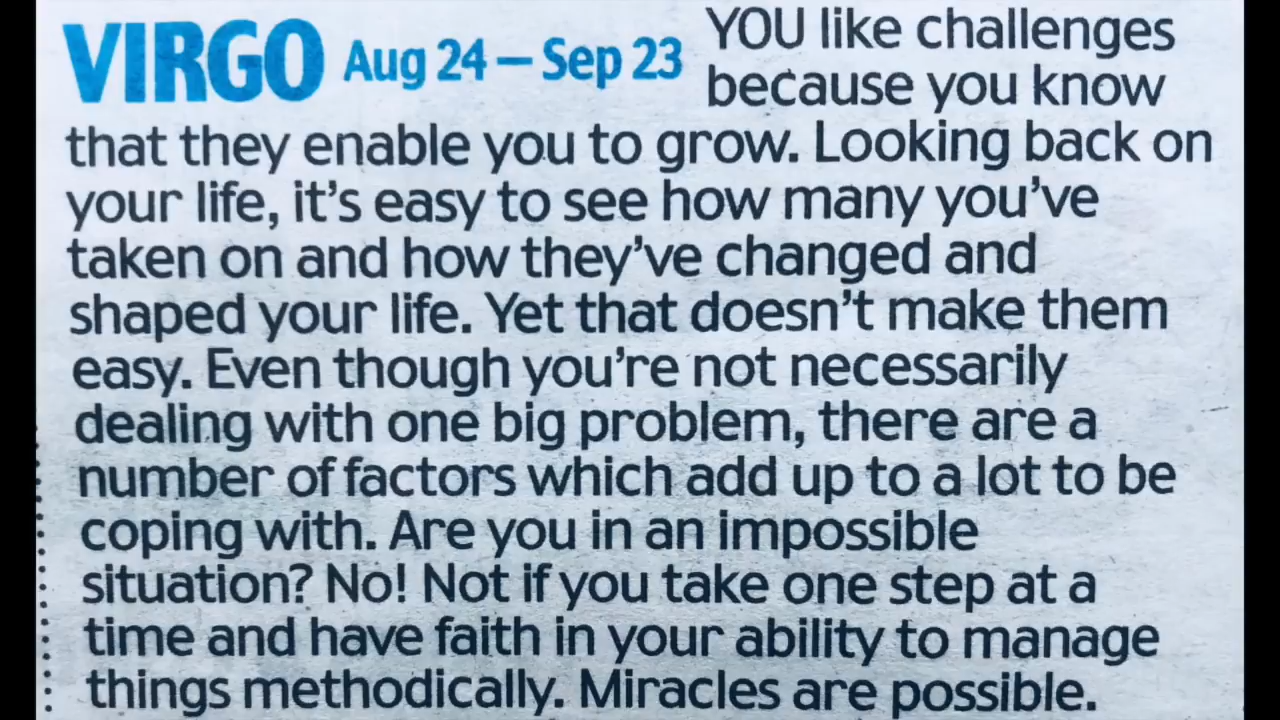 VIRGO Aug 24 – Sep 23 YOU like challenges
because you know
that they enable you to grow. Looking back on
your life, it's easy to see how many you've
taken on and how they've changed and
shaped your life. Yet that doesn't make them
easy. Even though you're not necessarily
dealing with one big problem, there are a
number of factors which add up to a lot to be
coping with. Are you in an impossible
situation? No! Not if you take one step at a
time and have faith in your ability to manage
things methodically. Miracles are possible.